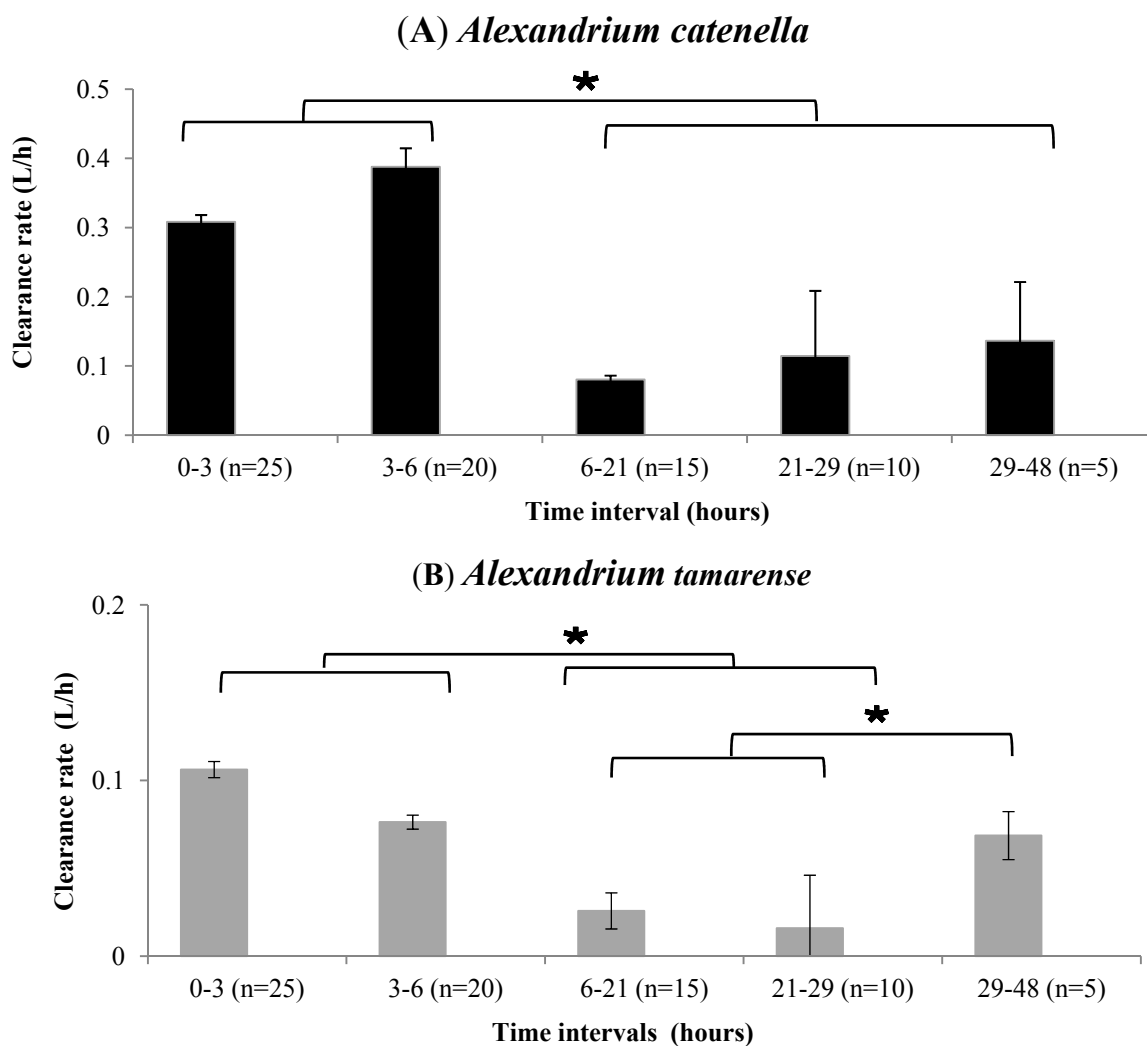 (A) Alexandrium catenella
*
0.5
0.4
0.3
0.2
0.1
0
Clearance rate (L/h)
0-3 (n=25) 3-6 (n=20) 6-21 (n=15) 21-29 (n=10) 29-48 (n=5)
Time interval (hours)
(B) Alexandrium tamarense
*
*
0.2
0.1
0
Clearance rate (L/h)
0-3 (n=25) 3-6 (n=20) 6-21 (n=15) 21-29 (n=10) 29-48 (n=5)
Time intervals (hours)